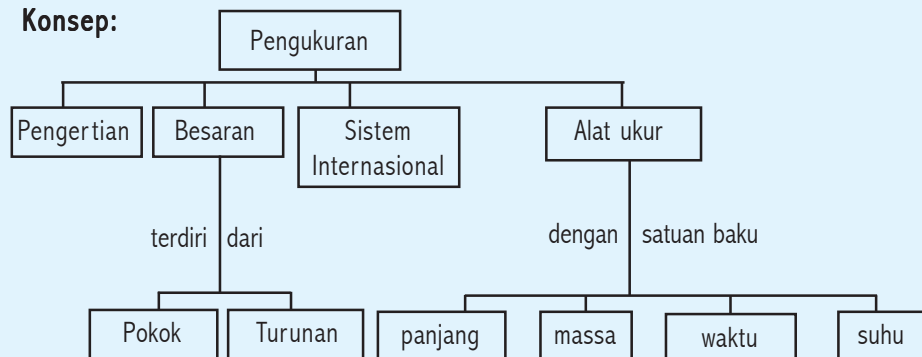 Konsep:
Pengukuran
Pengertian
Besaran
Sistem
Internasional
Alat ukur
terdiri dari
dengan satuan baku
Pokok
Turunan
panjang
massa
waktu
suhu